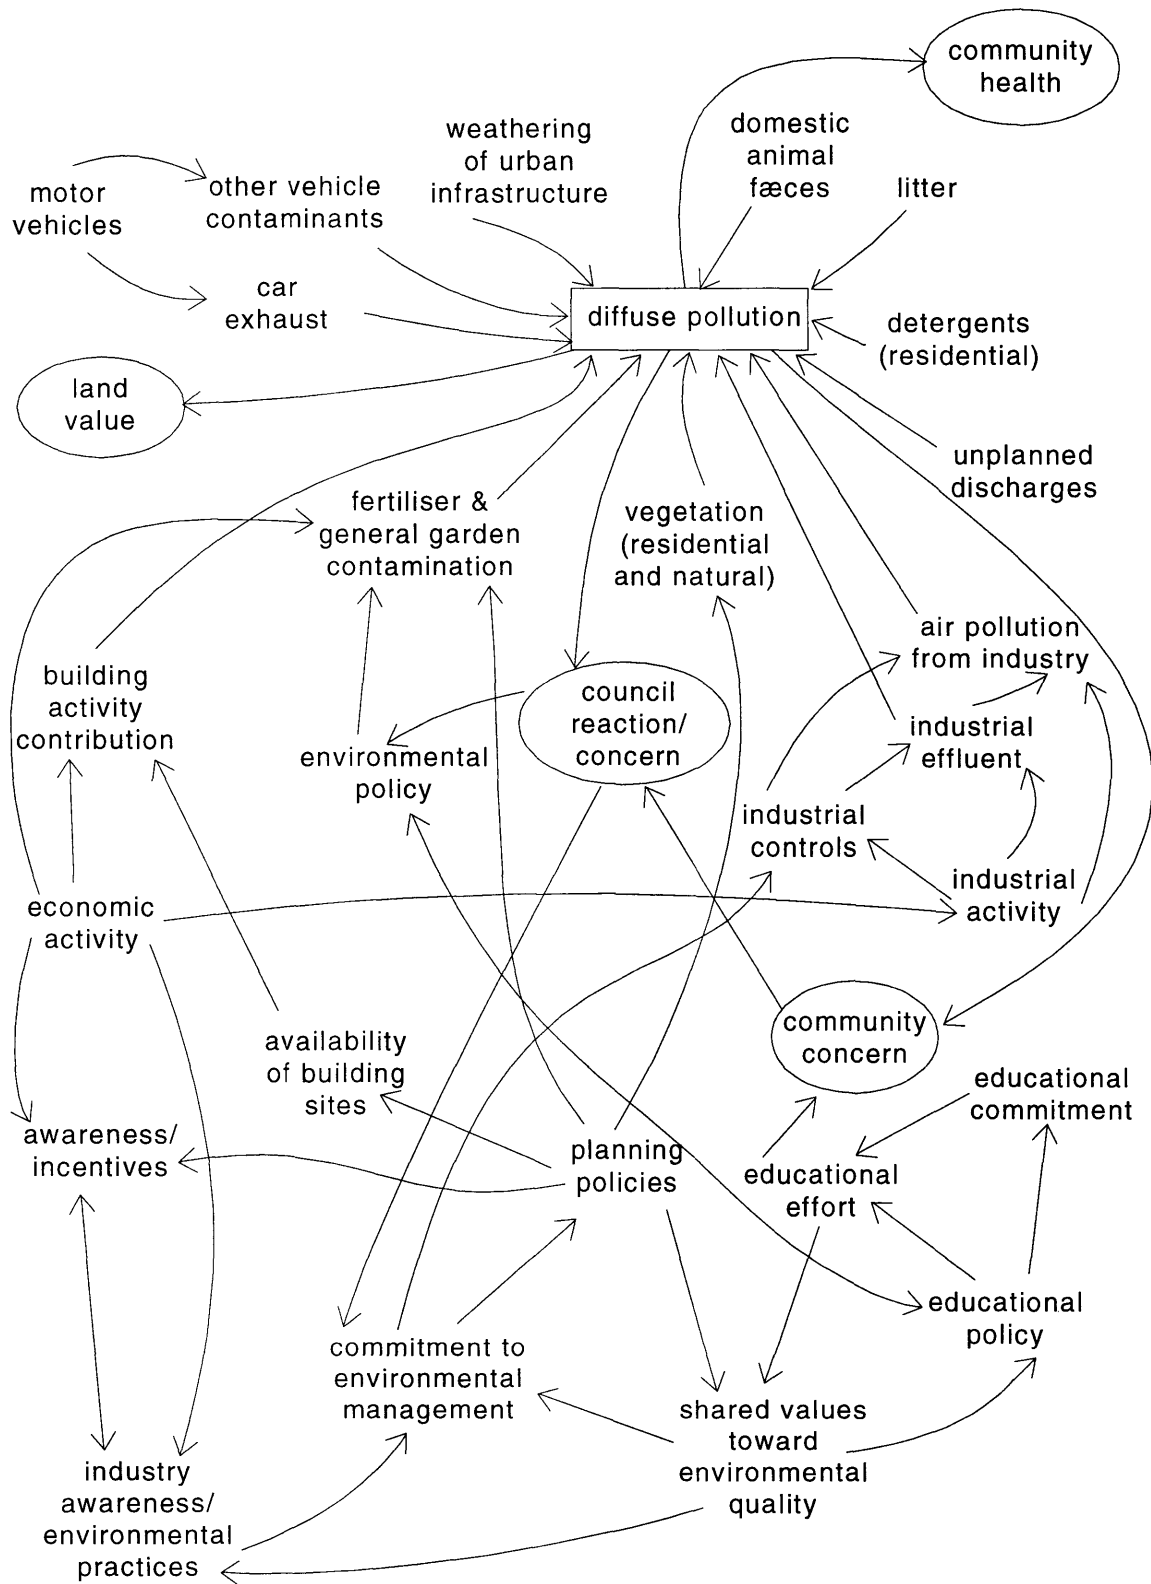 community
health
weathering
of urban
infrastructure
domestic
animal
fæces
litter
motor
vehicles
other vehicle
contaminants
car
exhaust
diffuse pollution
detergents
(residential)
land
value
unplanned
discharges
fertiliser &
general garden
contamination
vegetation
(residential
and natural)
air pollution
from industry
building
activity
contribution
council
reaction/
concern
environmental
policy
industrial
effluent
industrial
controls
industrial
activity
economic
activity
community
concern
availability
of building
sites
educational
commitment
awareness/
incentives
planning
policies
educational
effort
educational
policy
commitment to
environmental
management
shared values
toward
environmental
quality
industry
awareness/
environmental
practices